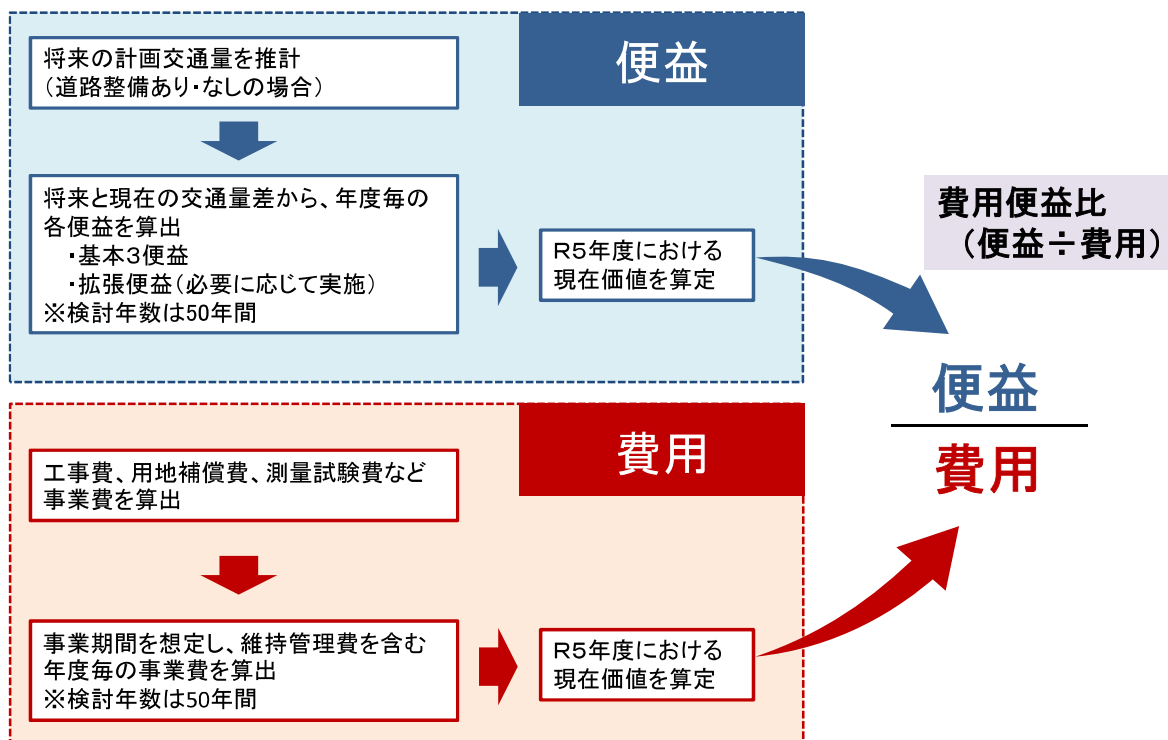 便益
将来の計画交通量を推計
(道路整備あり・なしの場合)
将来と現在の交通量差から、年度毎の
各便益を算出
・基本3便益
・拡張便益(必要に応じて実施)
※検討年数は50年間
R5年度における
現在価値を算定
費用便益比
(便益÷費用)
便益
費用
費用
工事費、用地補償費、測量試験費など
事業費を算出
事業期間を想定し、維持管理費を含む
年度毎の事業費を算出
※検討年数は50年間
R5年度における
現在価値を算定